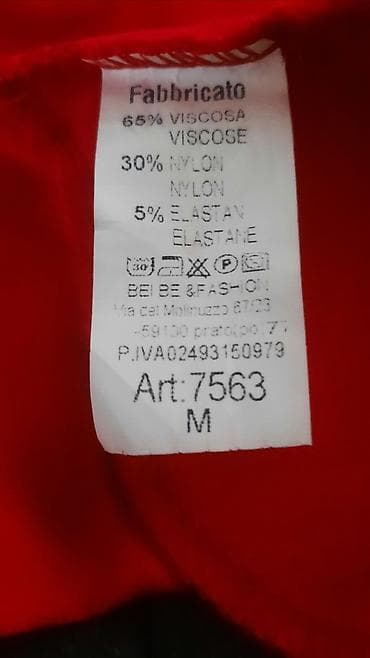 Fabbricato
65% VISCOSA
VISCOSE
30% NYLON
NYLON
5% ELASTAN
ELASTANE
30 P
BEI BE &FASHION
Via del Molinuzzo 67/
-59100 prato(po)
P.IVA02493150979
Art:7563
M